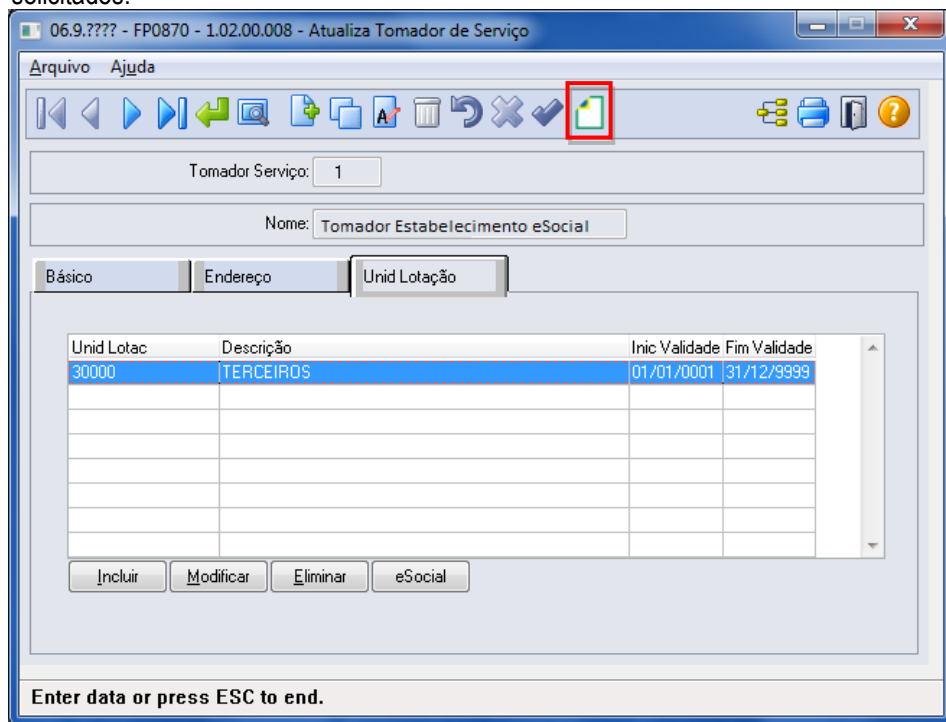 solicitados.
06.9.???? - FP0870 - 1.02.00.008 - Atualiza Tomador de Serviço
Arquivo Ajuda
Tomador Serviço: 1
Nome: Tomador Estabelecimento eSocial
Básico Endereço Unid Lotação
Unid Lotac Descrição Inic Validade Fim Validade
30000 TERCEIROS 01/01/0001 31/12/9999
Incluir Modificar Eliminar eSocial
Enter data or press ESC to end.